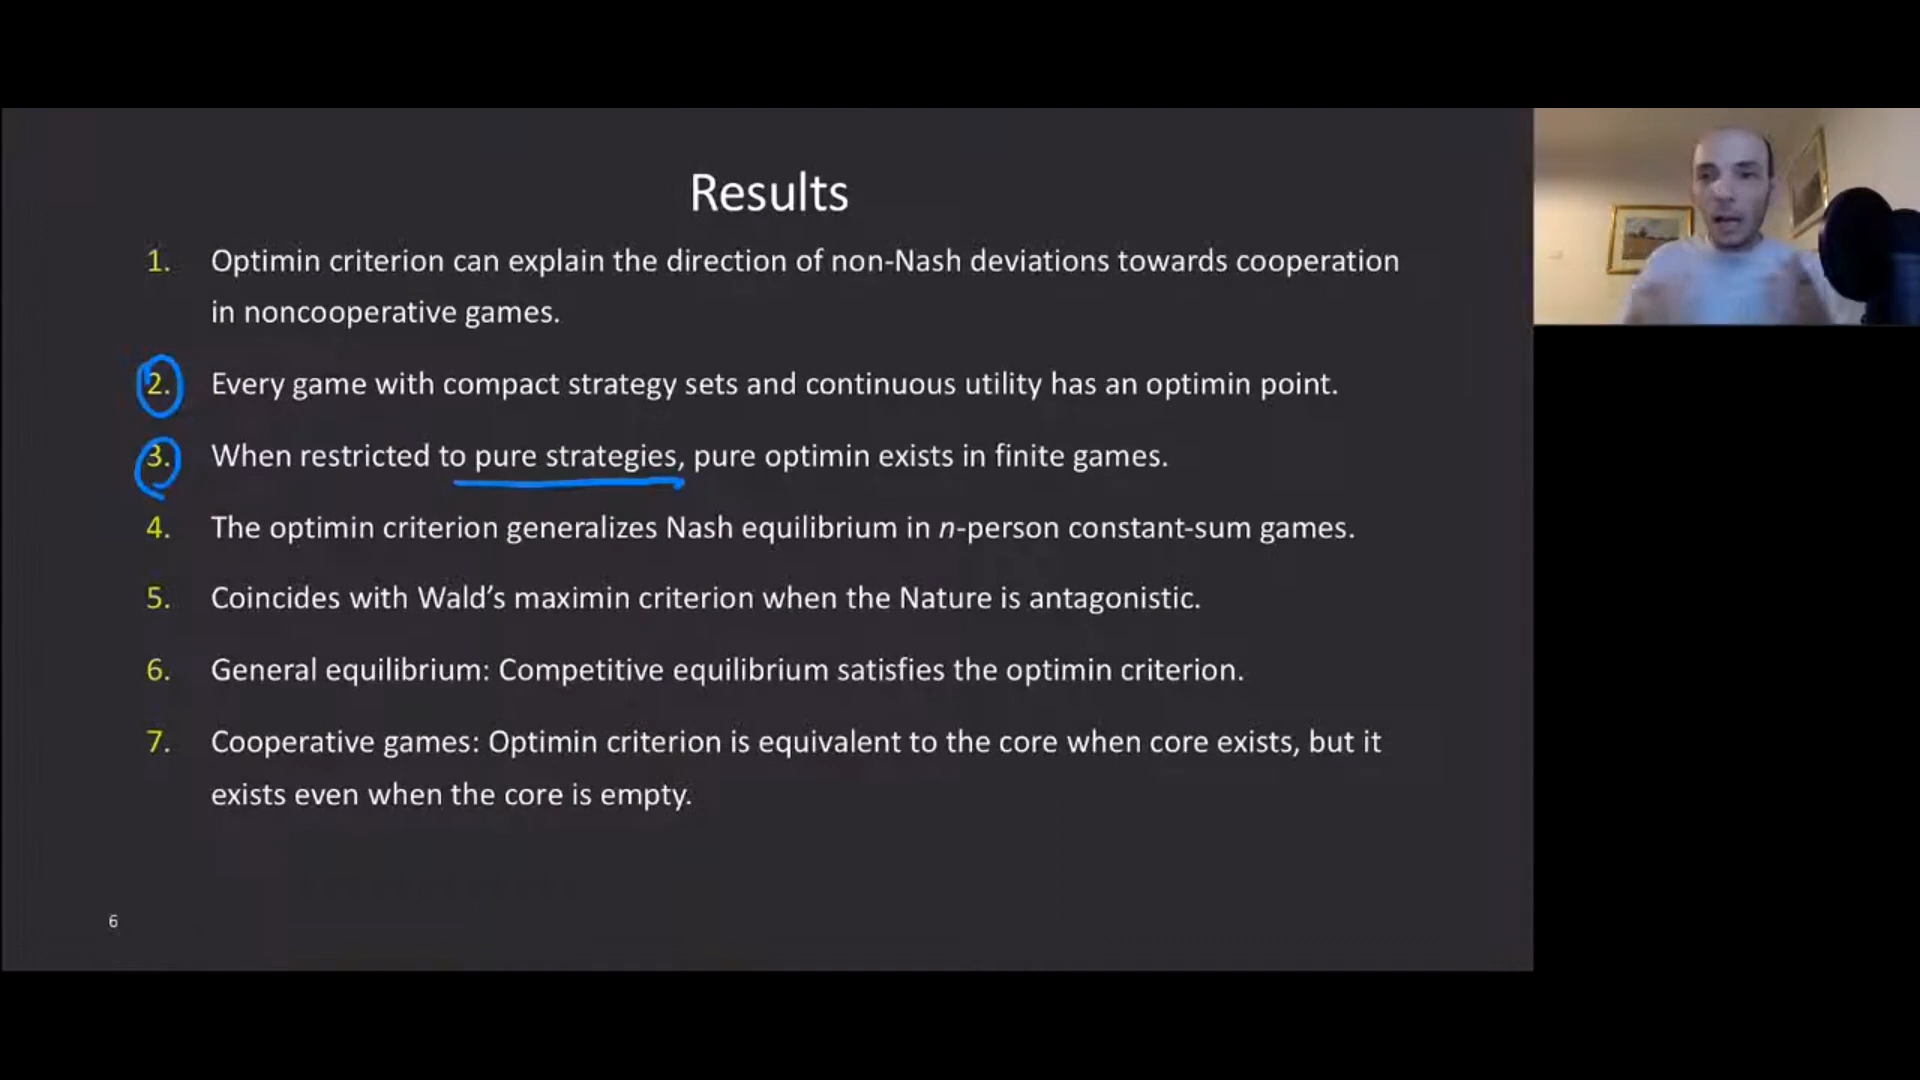 Results
1. Optimin criterion can explain the direction of non-Nash deviations towards cooperation
in noncooperative games.
2. Every game with compact strategy sets and continuous utility has an optimin point.
3. When restricted to pure strategies, pure optimin exists in finite games.
4. The optimin criterion generalizes Nash equilibrium in n-person constant-sum games.
5. Coincides with Wald’s maximin criterion when the Nature is antagonistic.
6. General equilibrium: Competitive equilibrium satisfies the optimin criterion.
7. Cooperative games: Optimin criterion is equivalent to the core when core exists, but it
exists even when the core is empty.
6